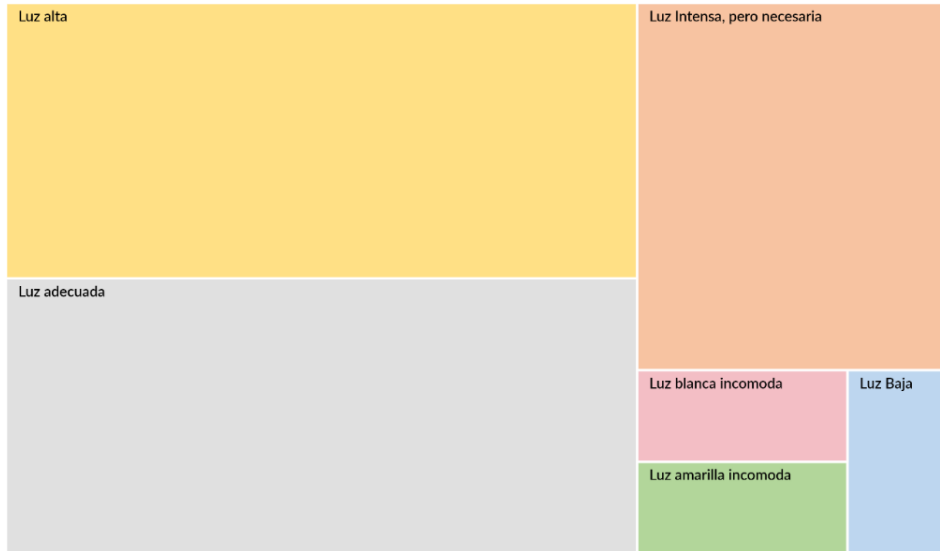 Luz alta
Luz Intensa, pero necesaria
Luz adecuada
Luz blanca incomoda
Luz Baja
Luz amarilla incomoda